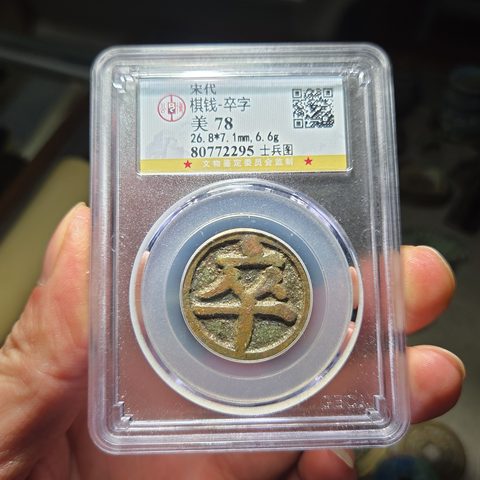 宋代
棋钱-卒字
美 78
26.8*7.1mm,6.6g
80772295 士兵图
★ 文物鉴定委员会监制 ★
卒